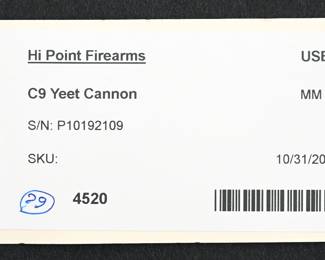 Hi Point Firearms USE
C9 Yeet Cannon MM
S/N: P10192109
SKU: 10/31/20
29 4520